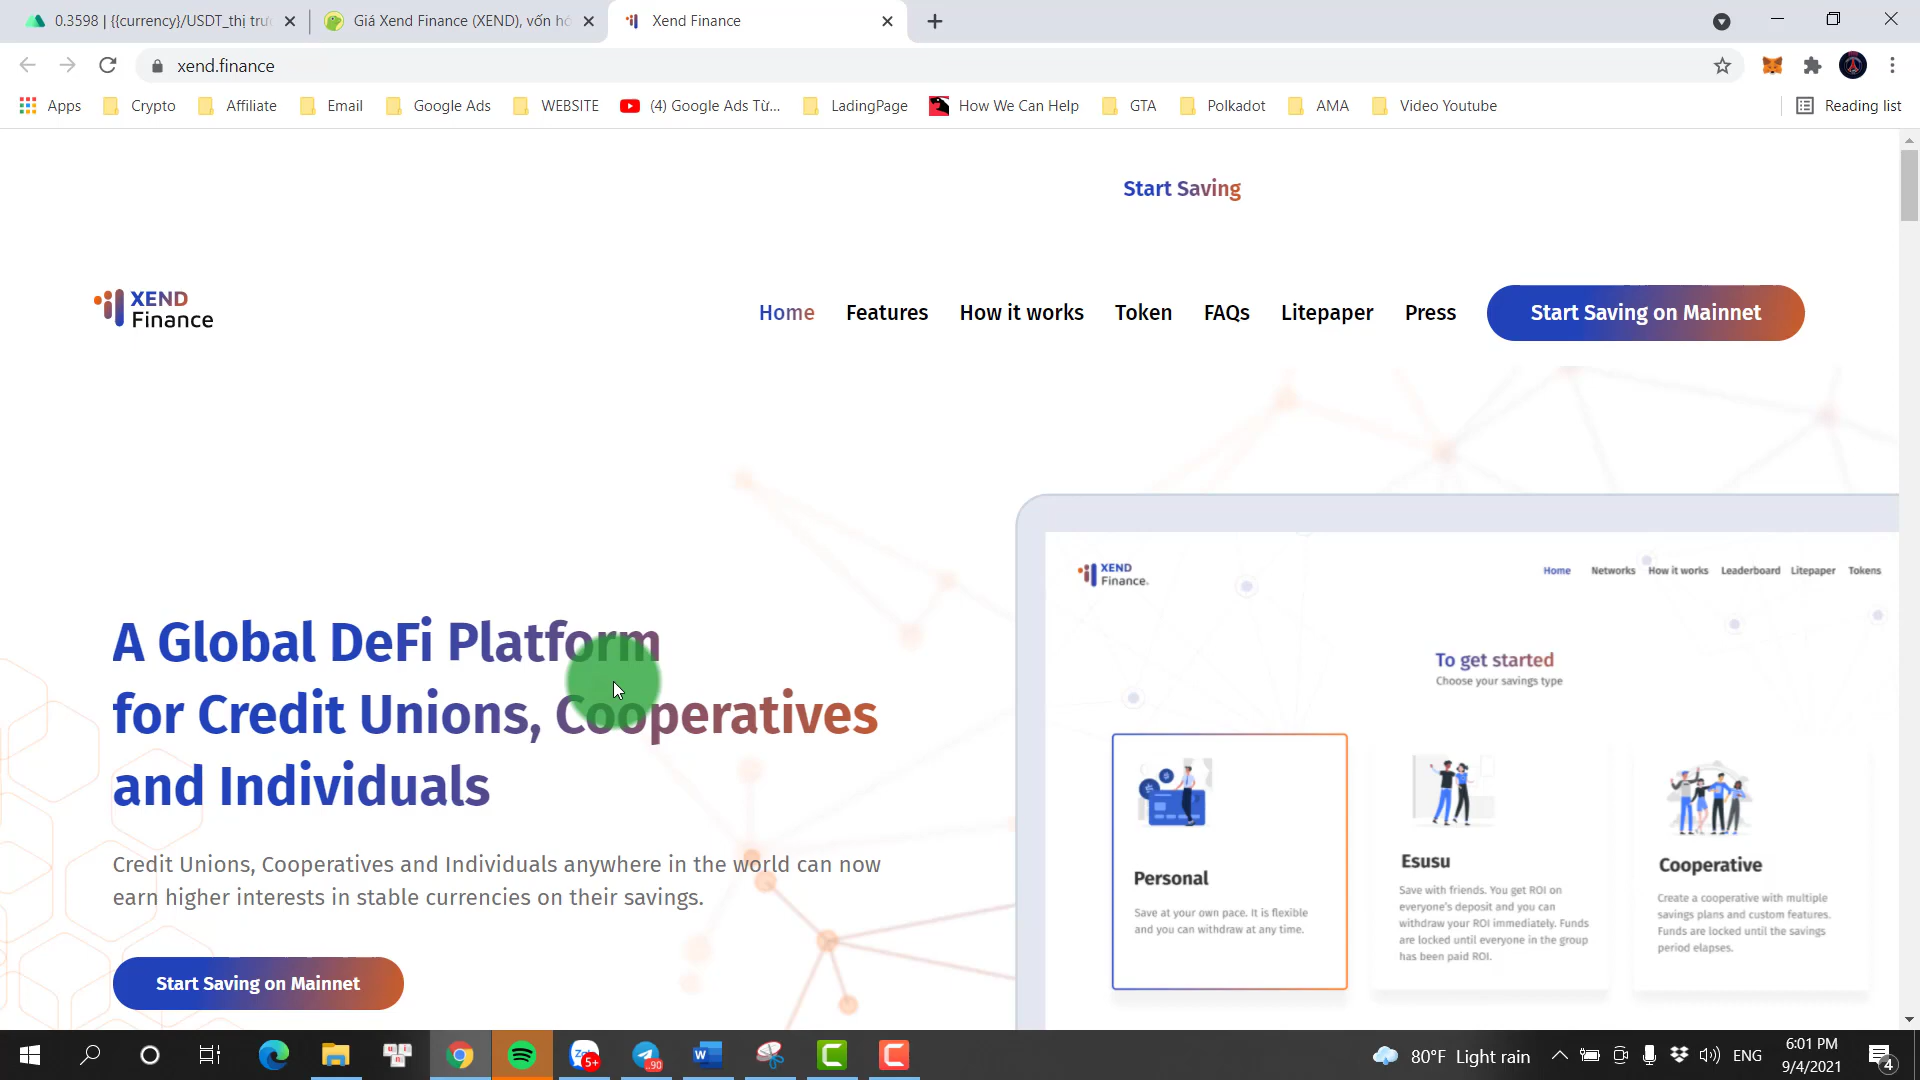 0.3598 | {{currency}}/USDT_thị trư
Giá Xend Finance (XEND), vốn hó
Xend Finance
xend.finance
Apps
Crypto
Affiliate
Email
Google Ads
WEBSITE
(4) Google Ads Từ...
LadingPage
How We Can Help
GTA
Polkadot
AMA
Video Youtube
Reading list
Start Saving
XEND
Finance
Home
Features
How it works
Token
FAQs
Litepaper
Press
Start Saving on Mainnet
A Global DeFi Platform
for Credit Unions, Cooperatives
and Individuals
Credit Unions, Cooperatives and Individuals anywhere in the world can now
earn higher interests in stable currencies on their savings.
Start Saving on Mainnet
XEND
Finance.
Home
Networks
How it works
Leaderboard
Litepaper
Tokens
To get started
Choose your savings type
Personal
Save at your own pace. It is flexible
and you can withdraw at any time.
Esusu
Save with friends. You get ROI on
everyone's deposit and you can
withdraw your ROI immediately. Funds
are locked until everyone in the group
has been paid ROI.
Cooperative
Create a cooperative with multiple
savings plans and custom features.
Funds are locked until the savings
period elapses.
5+
90
80°F Light rain
ENG
6:01 PM
9/4/2021
4